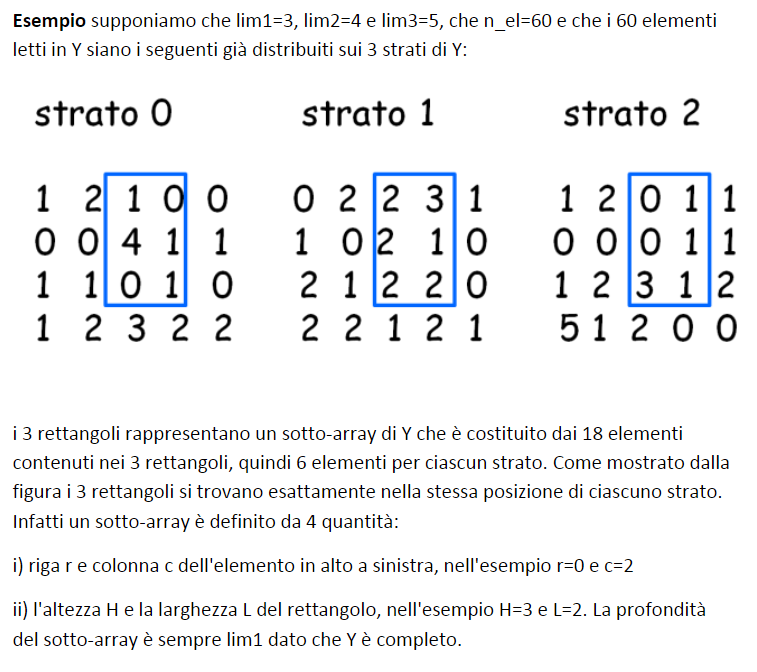 Esempio supponiamo che lim1=3, lim2=4 e lim3=5, che n_el=60 e che i 60 elementi
letti in Y siano i seguenti già distribuiti sui 3 strati di Y:
strato 0 strato 1 strato 2
1 2 1 0 0 0 2 2 3 1 1 2 0 1 1
0 0 4 1 1 1 0 2 1 0 0 0 0 1 1
1 1 0 1 0 2 1 2 2 0 1 2 3 1 2
1 2 3 2 2 2 2 1 2 1 5 1 2 0 0
i 3 rettangoli rappresentano un sotto-array di Y che è costituito dai 18 elementi
contenuti nei 3 rettangoli, quindi 6 elementi per ciascun strato. Come mostrato dalla
figura i 3 rettangoli si trovano esattamente nella stessa posizione di ciascuno strato.
Infatti un sotto-array è definito da 4 quantità:
i) riga r e colonna c dell'elemento in alto a sinistra, nell'esempio r=0 e c=2
ii) l'altezza H e la larghezza L del rettangolo, nell'esempio H=3 e L=2. La profondità
del sotto-array è sempre lim1 dato che Y è completo.